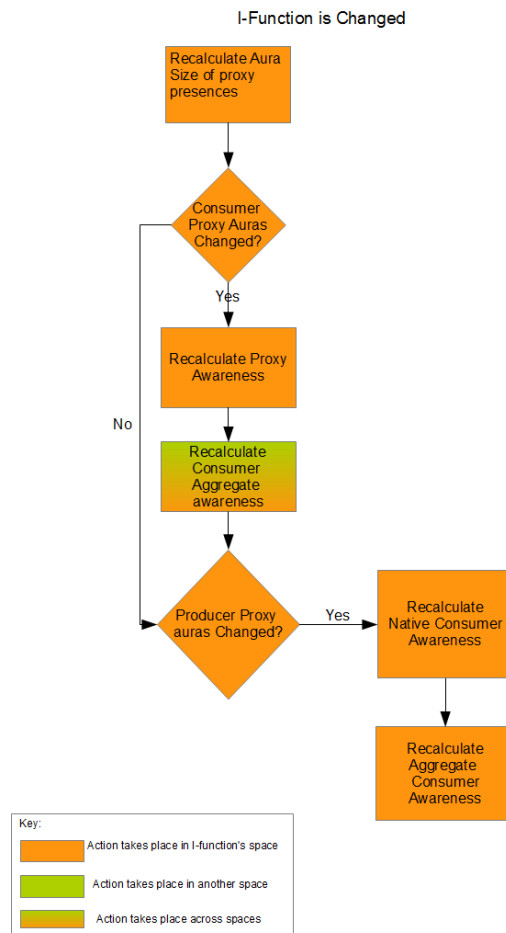 I-Function is Changed
Recalculate Aura
Size of proxy
presences
Consumer
Proxy Auras
Changed?
Yes
Recalculate Proxy
Awareness
No
Recalculate
Consumer
Aggregate
awareness
Producer Proxy
auras Changed?
Yes
Recalculate
Native Consumer
Awareness
Recalculate
Aggregate
Consumer
Awareness
Key:
Action takes place in I-function's space
Action takes place in another space
Action takes place across spaces